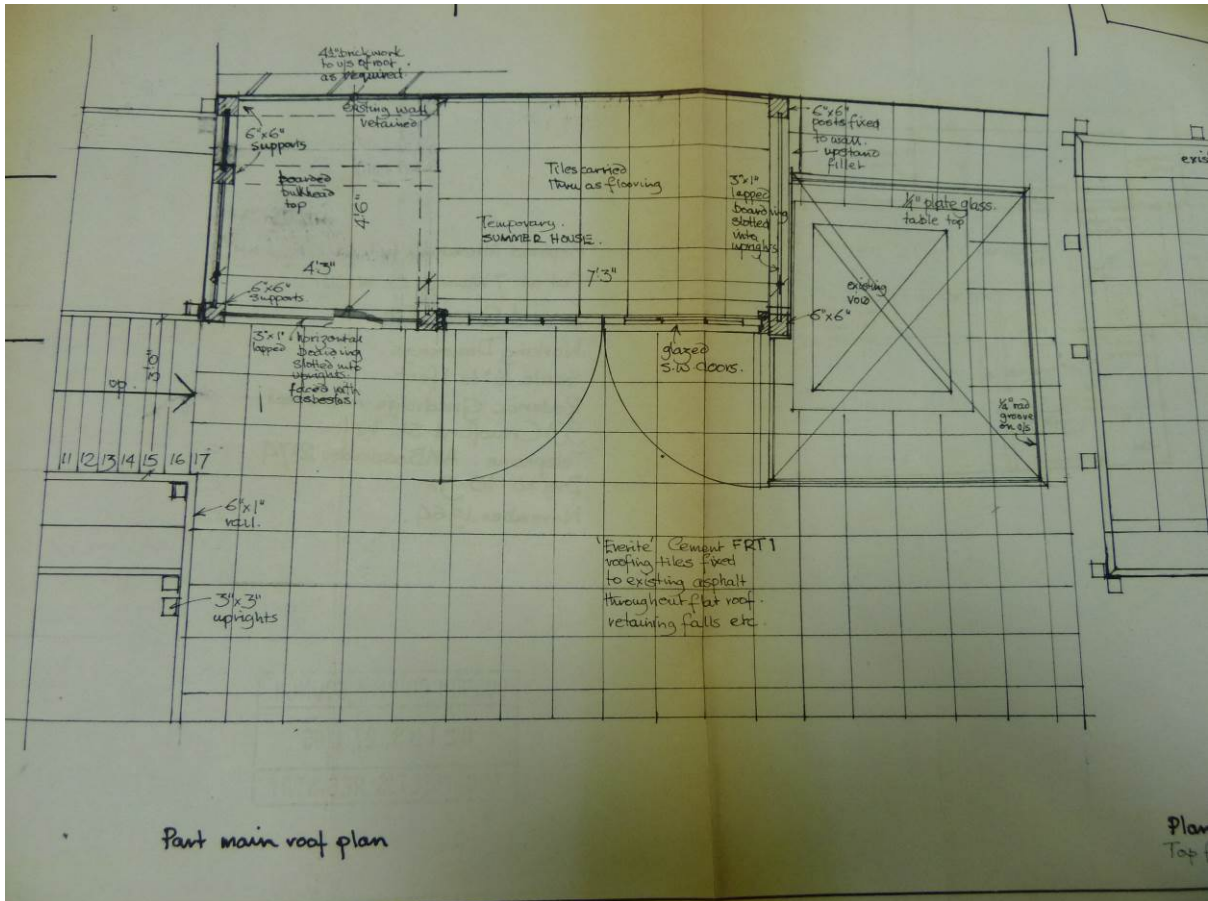 4½" brickwork
to u/s of roof.
as required
existing wall
retained
6"x6"
supports
boarded
bulkhead
top
4'6"
4'3"
6"x6"
supports.
3"x1"
lapped
horizontal
boarding
slotted into
uprights.
faced with
asbestos.
Tiles carried
thru as flooring
Temporary.
SUMMER HOUSE.
7'3"
3"x1"
lapped
boarding
slotted
into
uprights
6"x6"
posts fixed
to wall.
upstand
fillet
¼" plate glass.
table top
existing
void
6"x6"
glazed
s.w. doors.
¼" rad
groove
on u/s
exis
3'0"
11 12 13 14 15 16 17
6"x1"
rail.
3"x3"
uprights
'Everite' Cement FRT1
roofing tiles fixed
to existing asphalt
throughout flat roof.
retaining falls etc.
Part main roof plan
Plan
Top f